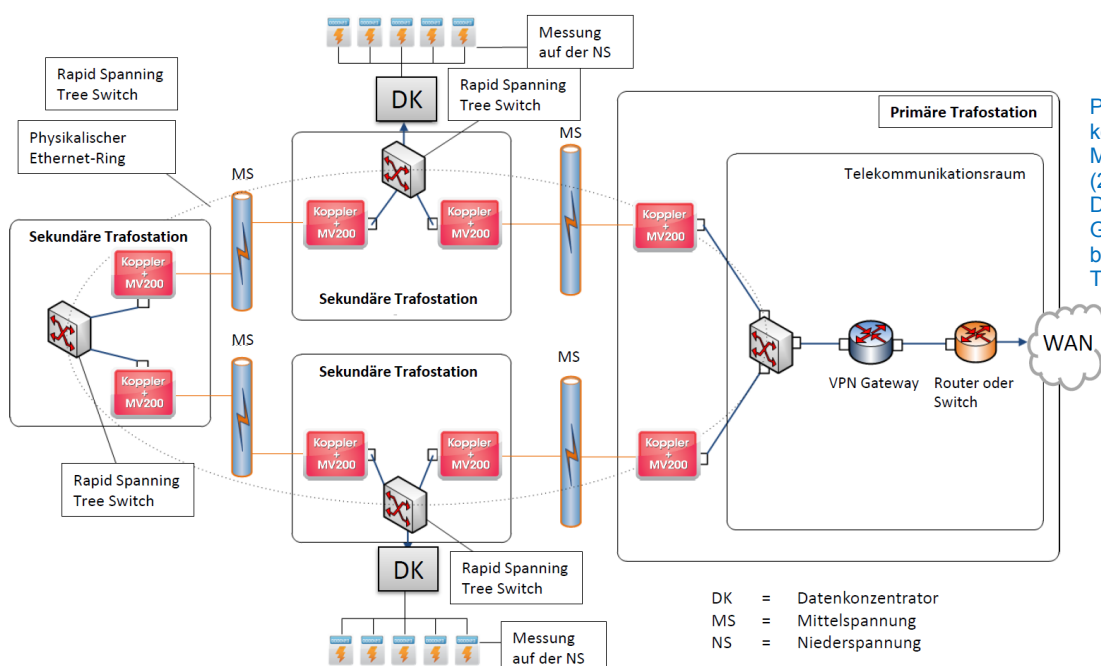 Messung
auf der NS
Rapid Spanning
Tree Switch
Rapid Spanning
Tree Switch
DK
Physikalischer
Ethernet-Ring
MS
MS
Primäre Trafostation
Telekommunikationsraum
P
k
M
(2
D
G
b
T
Koppler
+
MV200
Koppler
+
MV200
Koppler
+
MV200
Sekundäre Trafostation
Koppler
+
MV200
Sekundäre Trafostation
MS
MS
Sekundäre Trafostation
Koppler
+
MV200
VPN Gateway
Router oder
Switch
WAN
Koppler
+
MV200
Koppler
+
MV200
Koppler
+
MV200
Rapid Spanning
Tree Switch
Rapid Spanning
Tree Switch
DK
Messung
auf der NS
DK = Datenkonzentrator
MS = Mittelspannung
NS = Niederspannung